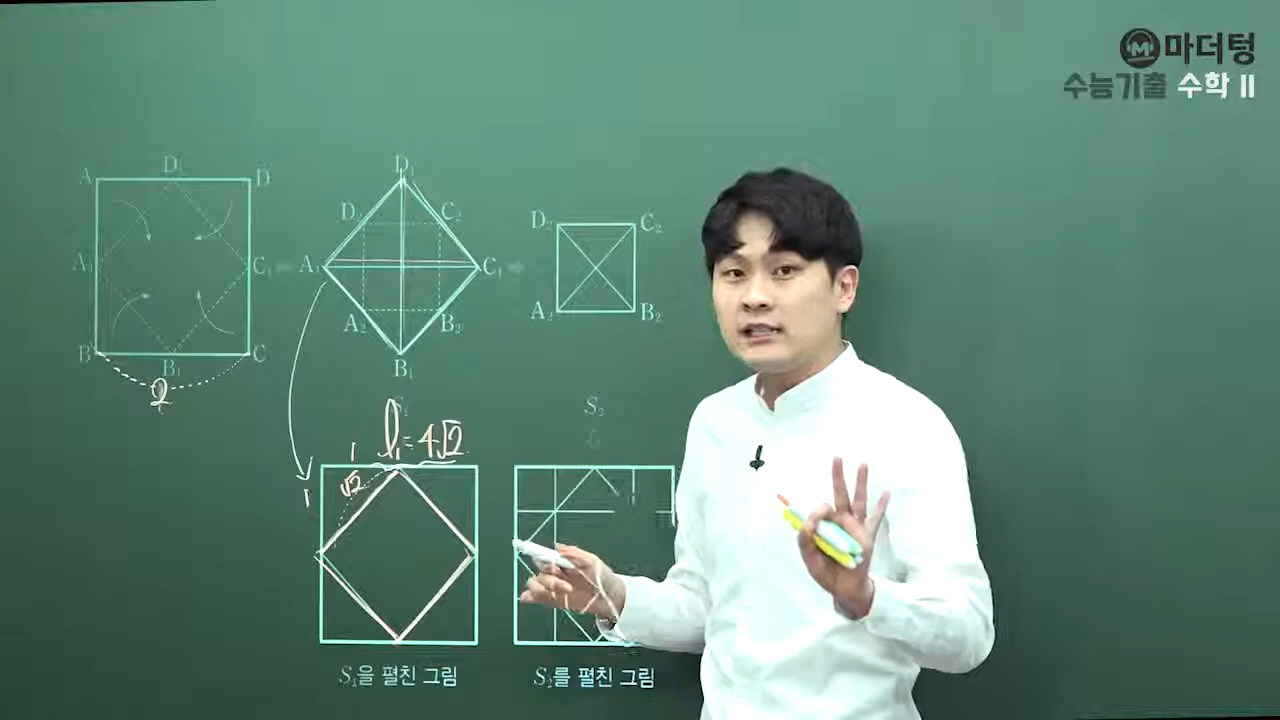 마더텅
수능기출 수학 II
A D₁ D
A₁ C₁
B B₁ C
2
D₁
D₂ C₂
A₁ C₁
A₂ B₂
B₁
D₂ C₂
A₂ B₂
S₁ S₂
l₁=4√2
1
√2
1
S₁을 펼친 그림
S₂를 펼친 그림